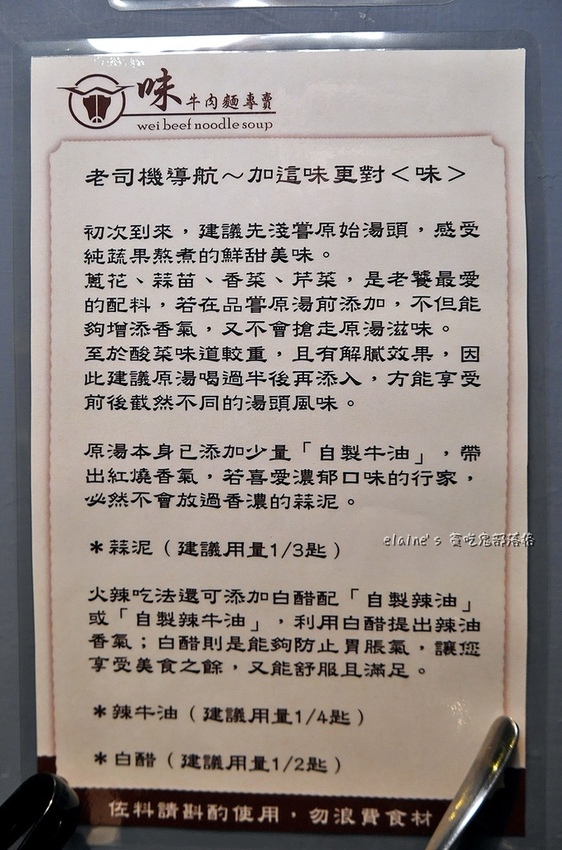 味牛肉麵專賣
wei beef noodle soup
老司機導航～加這味更對＜味＞
初次到來，建議先淺嘗原始湯頭，感受
純蔬果熬煮的鮮甜美味。
蔥花、蒜苗、香菜、芹菜，是老饕最愛
的配料，若在品嘗原湯前添加，不但能
夠增添香氣，又不會搶走原湯滋味。
至於酸菜味道較重，且有解膩效果，因
此建議原湯喝過半後再添入，方能享受
前後截然不同的湯頭風味。
原湯本身已添加少量「自製牛油」，帶
出紅燒香氣，若喜愛濃郁口味的行家，
必然不會放過香濃的蒜泥。
＊蒜泥（建議用量1/3匙）
elaine's 貪吃鬼部落格
火辣吃法還可添加白醋配「自製辣油」
或「自製辣牛油」，利用白醋提出辣油
香氣；白醋則是能夠防止胃脹氣，讓您
享受美食之餘，又能舒服且滿足。
＊辣牛油（建議用量1/4匙）
＊白醋（建議用量1/2匙）
佐料請斟酌使用，勿浪費食材